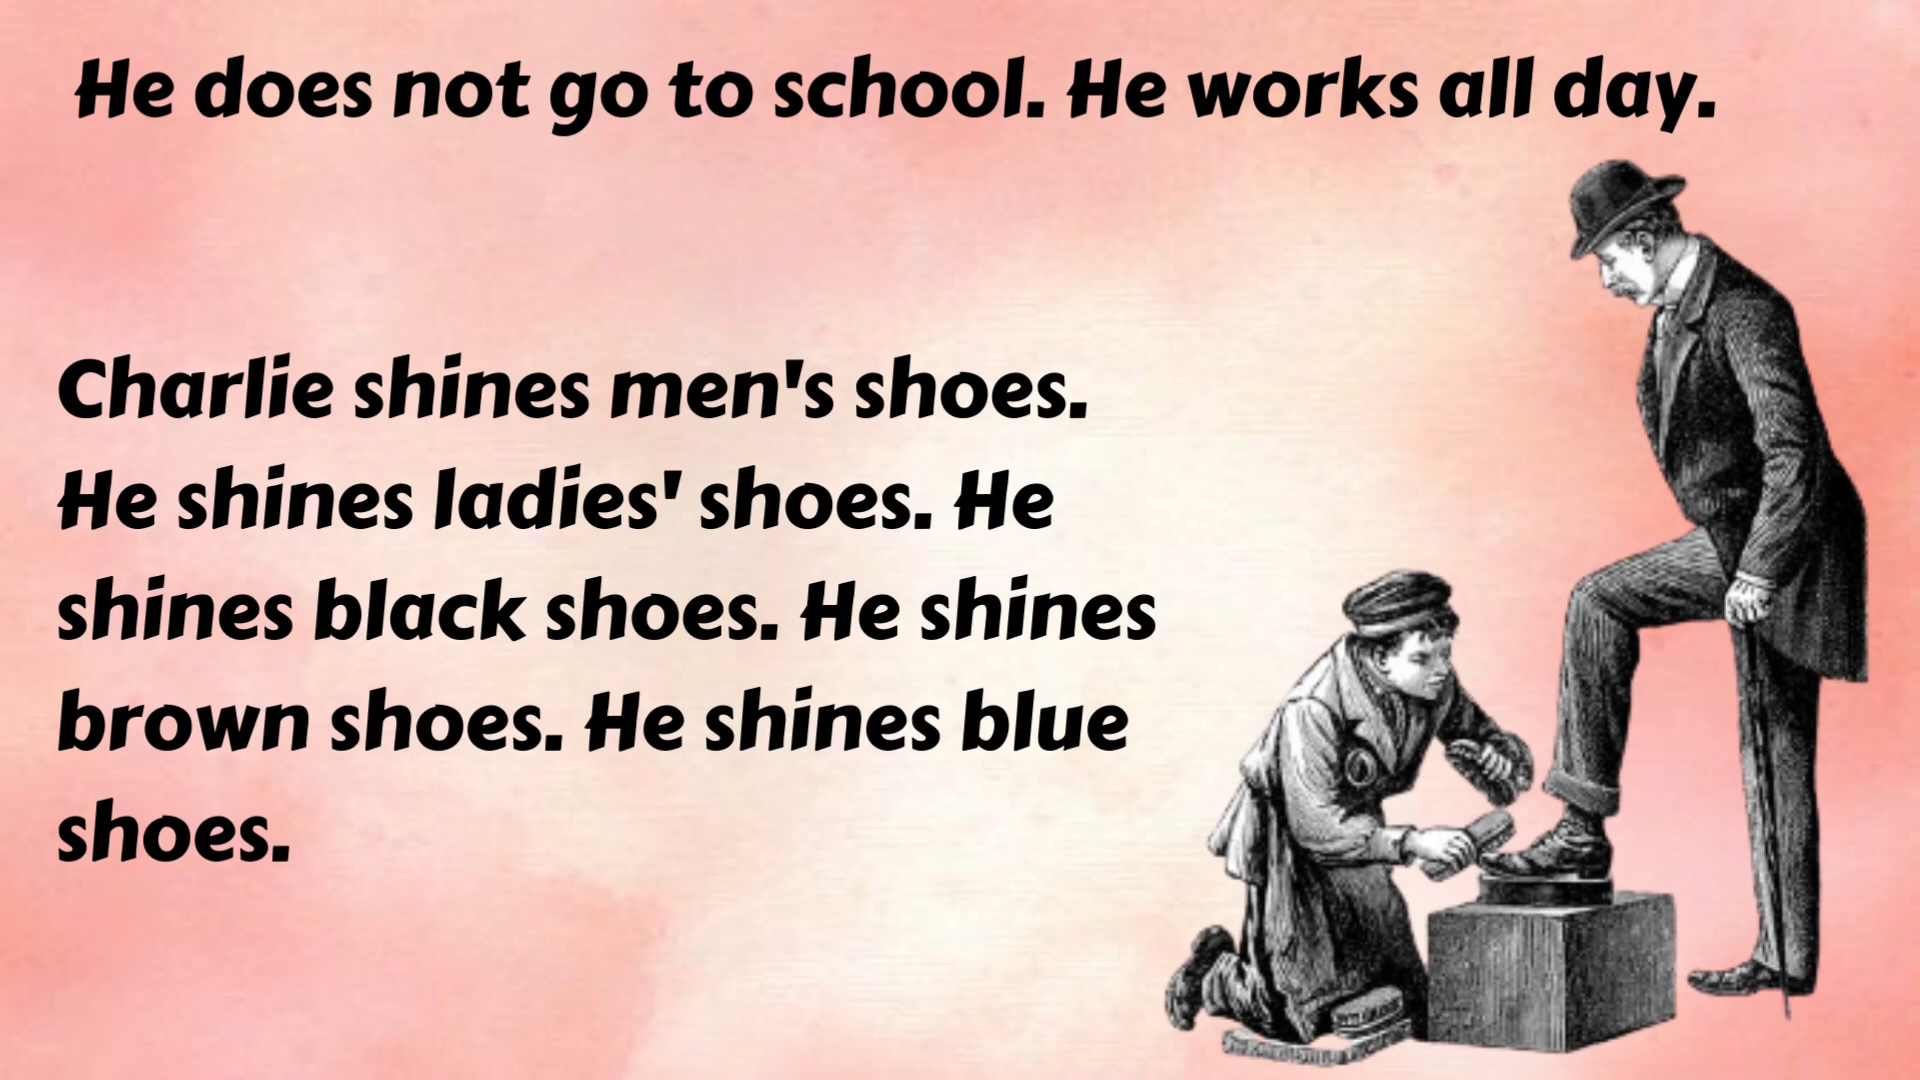 He does not go to school. He works all day.
Charlie shines men's shoes.
He shines ladies' shoes. He
shines black shoes. He shines
brown shoes. He shines blue
shoes.